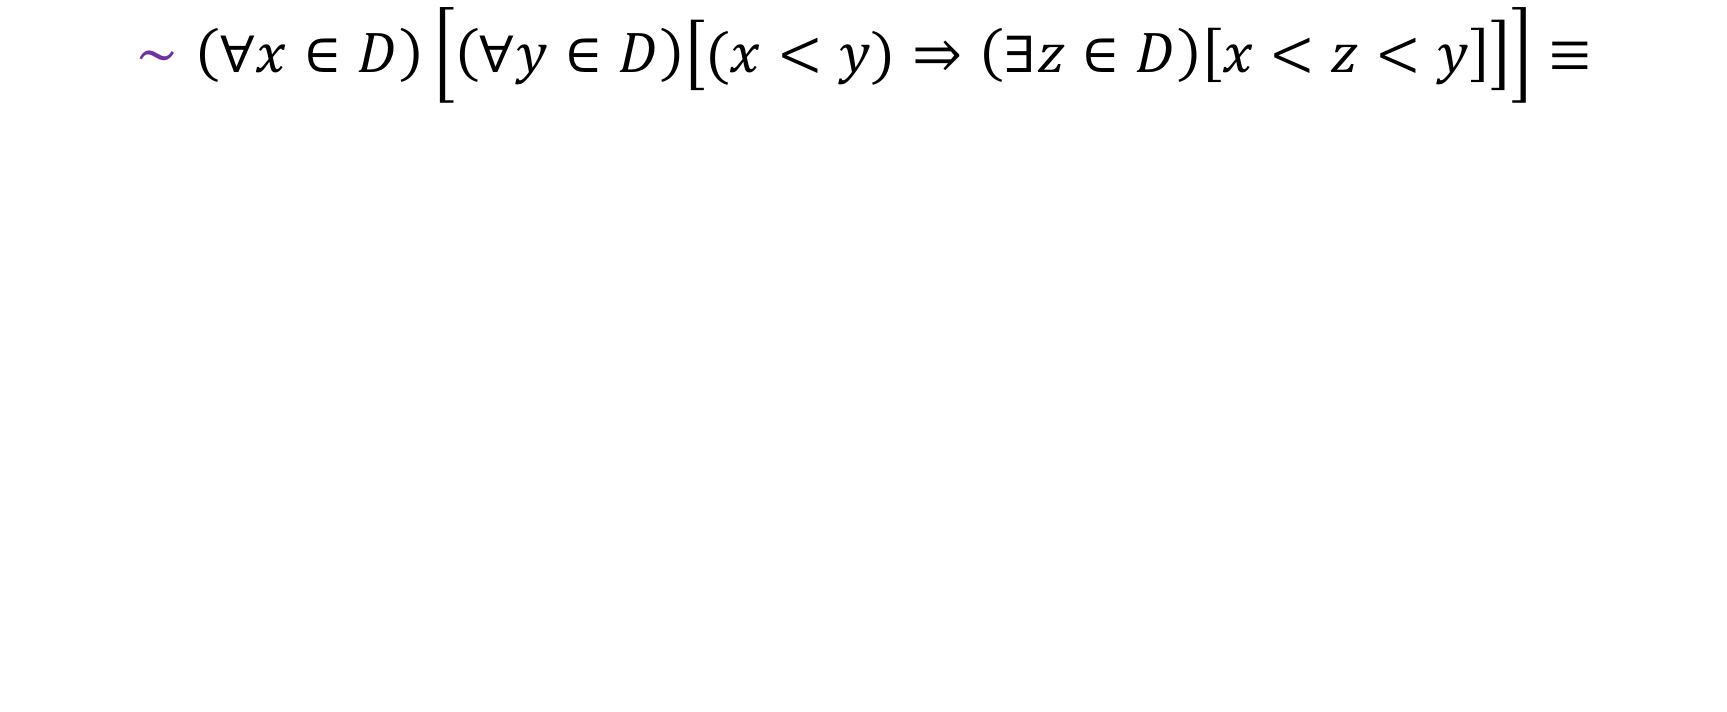 ~ (∀x ∈ D) [(∀y ∈ D)[(x < y) ⇒ (∃z ∈ D)[x < z < y]]] ≡